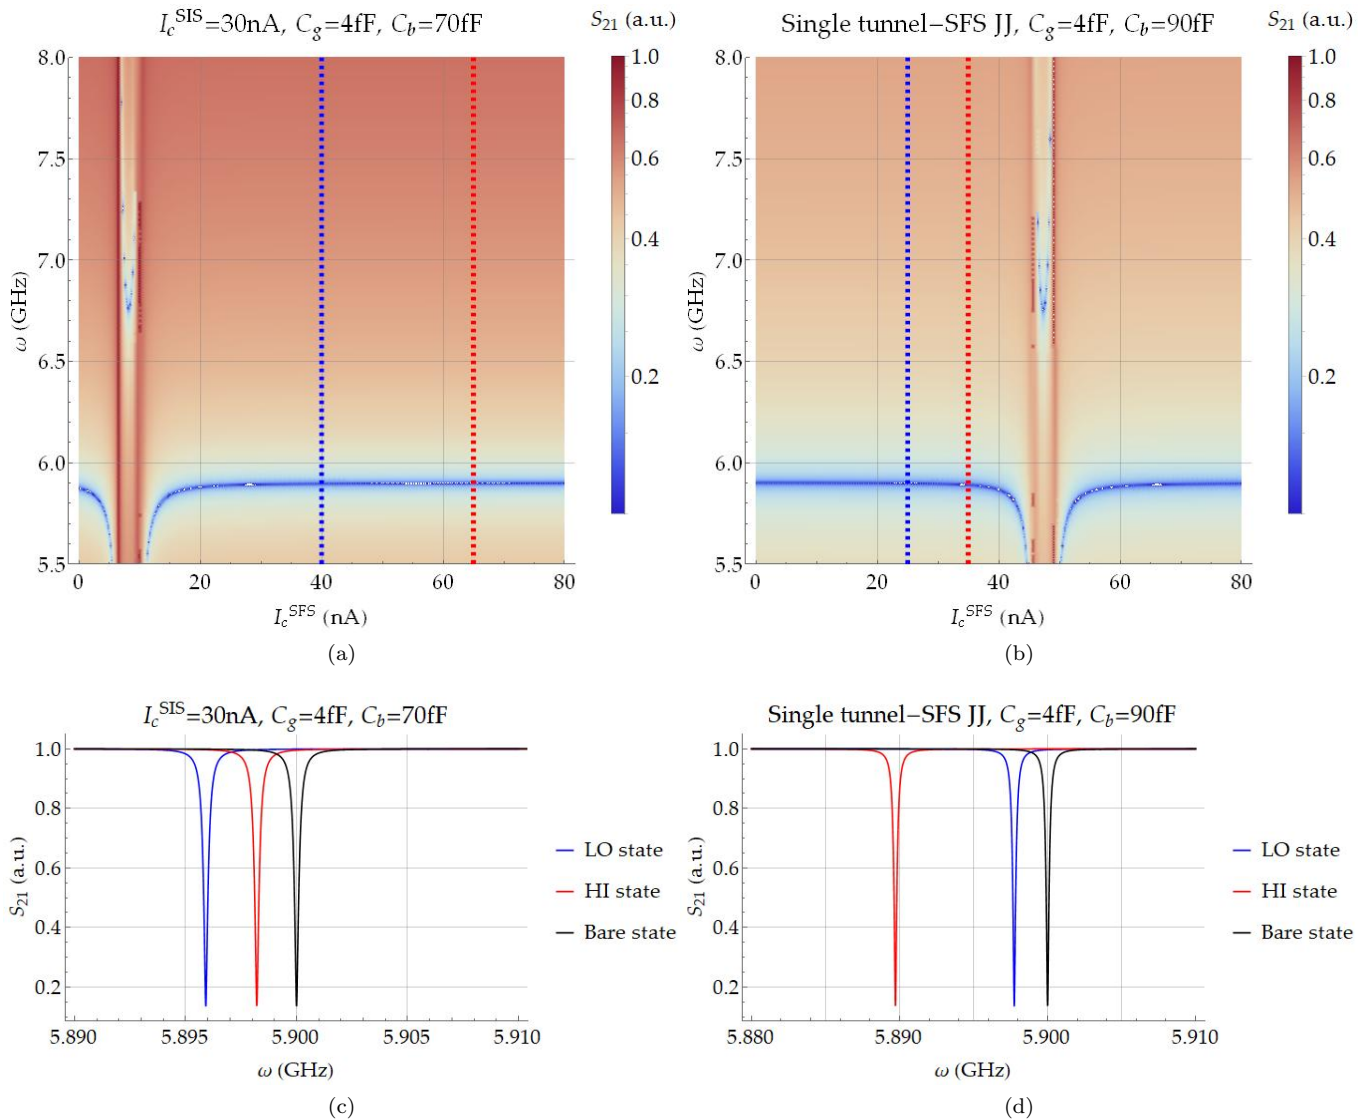 I_c^SIS=30nA, C_g=4fF, C_b=70fF
S_21 (a.u.)
8.0
7.5
7.0
6.5
6.0
5.5
ω (GHz)
0 20 40 60 80
I_c^SFS (nA)
1.0
0.8
0.6
0.4
0.2
(a)
Single tunnel–SFS JJ, C_g=4fF, C_b=90fF
S_21 (a.u.)
8.0
7.5
7.0
6.5
6.0
5.5
ω (GHz)
0 20 40 60 80
I_c^SFS (nA)
1.0
0.8
0.6
0.4
0.2
(b)
I_c^SIS=30nA, C_g=4fF, C_b=70fF
1.0
0.8
0.6
0.4
0.2
S_21 (a.u.)
5.890 5.895 5.900 5.905 5.910
ω (GHz)
LO state
HI state
Bare state
(c)
Single tunnel–SFS JJ, C_g=4fF, C_b=90fF
1.0
0.8
0.6
0.4
0.2
S_21 (a.u.)
5.880 5.890 5.900 5.910
ω (GHz)
LO state
HI state
Bare state
(d)